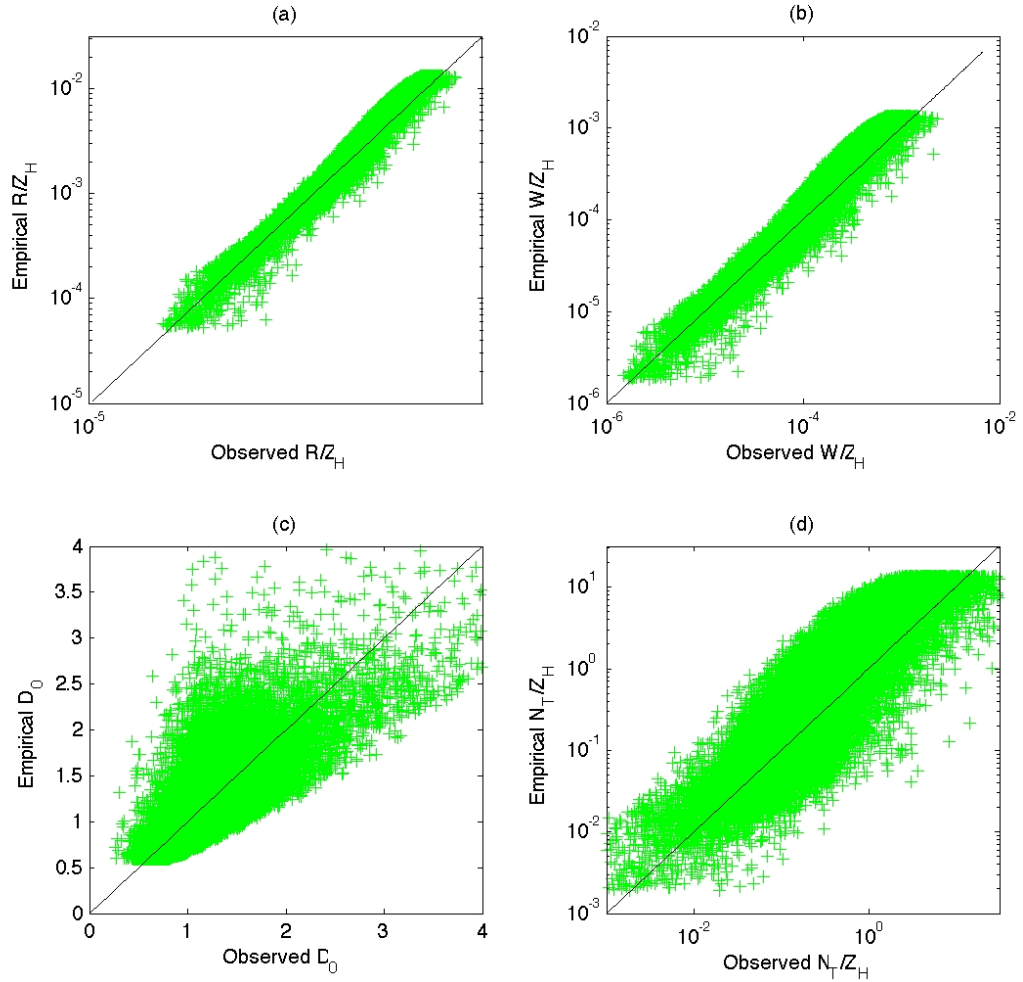 (a)
Empirical R/Z_H
10^-2
10^-3
10^-4
10^-5
10^-5
Observed R/Z_H
(b)
Empirical W/Z_H
10^-2
10^-3
10^-4
10^-5
10^-6
10^-6
10^-4
10^-2
Observed W/Z_H
(c)
Empirical D_0
4
3.5
3
2.5
2
1.5
1
0.5
0
0
1
2
3
4
Observed D_0
(d)
Empirical N_T/Z_H
10^1
10^0
10^-1
10^-2
10^-3
10^-2
10^0
Observed N_T/Z_H